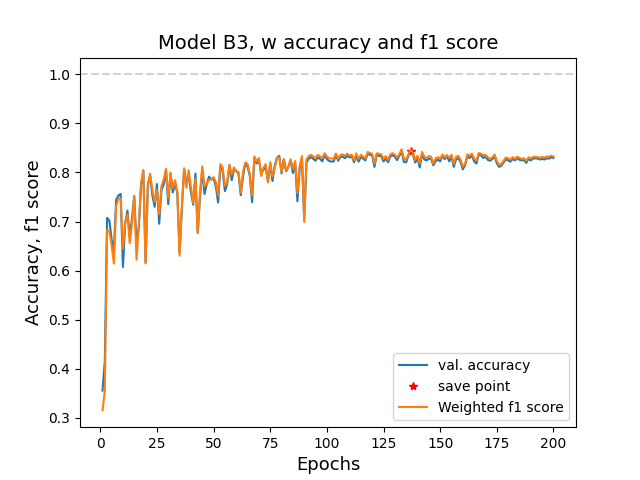 Model B3, w accuracy and f1 score
1.0
0.9
0.8
0.7
0.6
0.5
0.4
0.3
Accuracy, f1 score
val. accuracy
save point
Weighted f1 score
0 25 50 75 100 125 150 175 200
Epochs